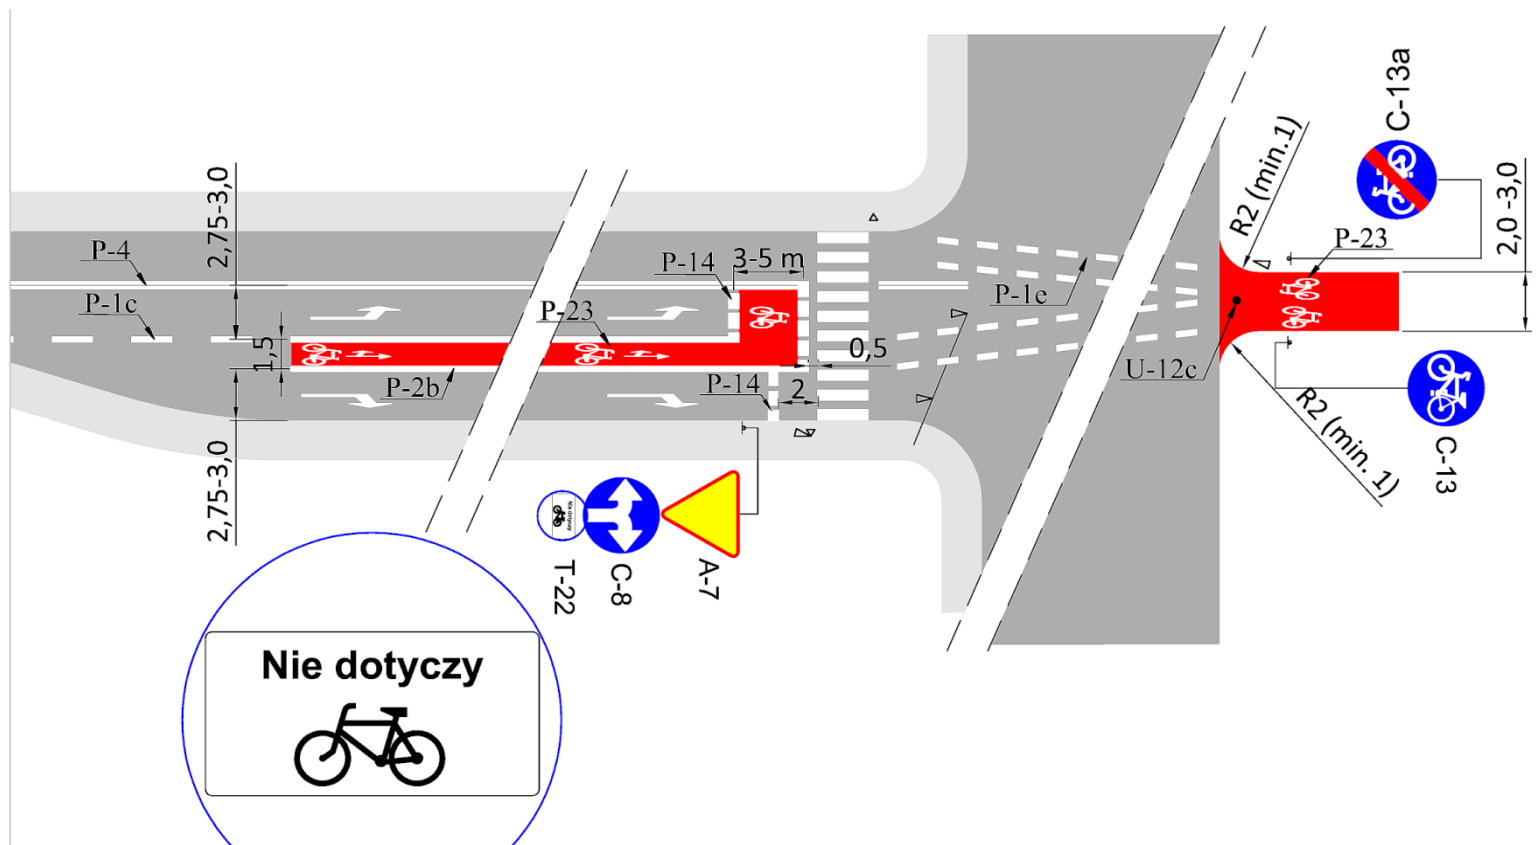 C-13a
R2 (min.1)
2,0 -3,0
P-23
2,75-3,0
P-4
P-14
3-5 m
P-1c
P-1e
P-23
1,5
0,5
U-12c
P-2b
P-14
2
R2 (min. 1)
C-13
2,75-3,0
Nie dotyczy
T-22
C-8
A-7
Nie dotyczy